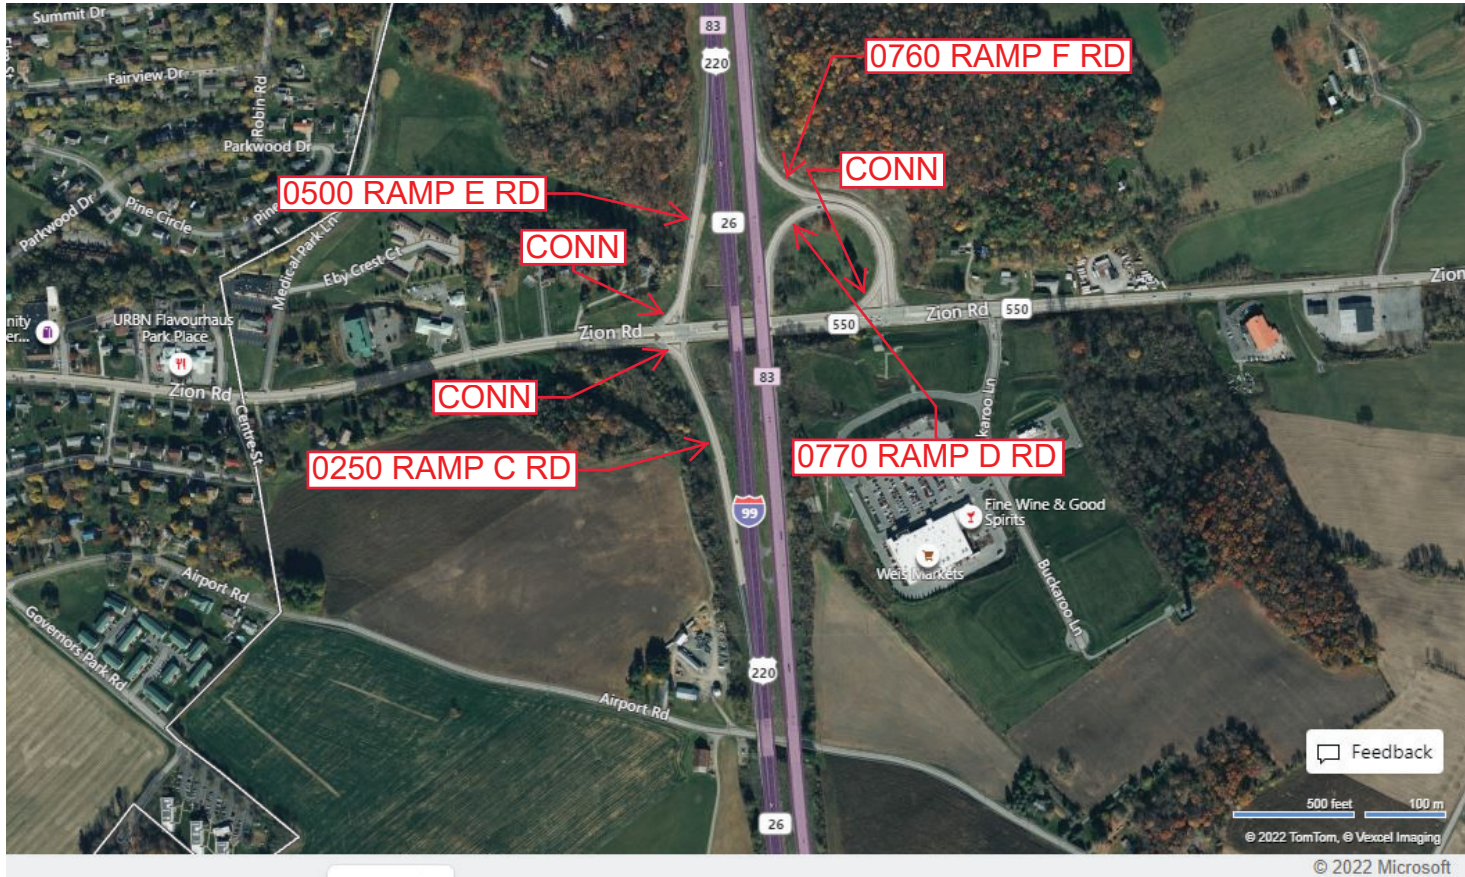 Summit Dr
83
220
0760 RAMP F RD
Fairview Dr
Robin Rd
Parkwood Dr
CONN
0500 RAMP E RD
Parkwood Dr
Pine Circle
26
CONN
Medical Park Ln
Eby Crest Ct
Zion
URBN Flavourhaus
Park Place
Zion Rd
550
Zion Rd
550
83
Zion Rd
CONN
Centre St
0770 RAMP D RD
0250 RAMP C RD
99
Fine Wine & Good
Spirits
Weis Markets
Airport Rd
Buckaroo Ln
Governors Park Rd
220
Airport Rd
Feedback
500 feet
100 m
26
© 2022 TomTom, © Vexcel Imaging
© 2022 Microsoft